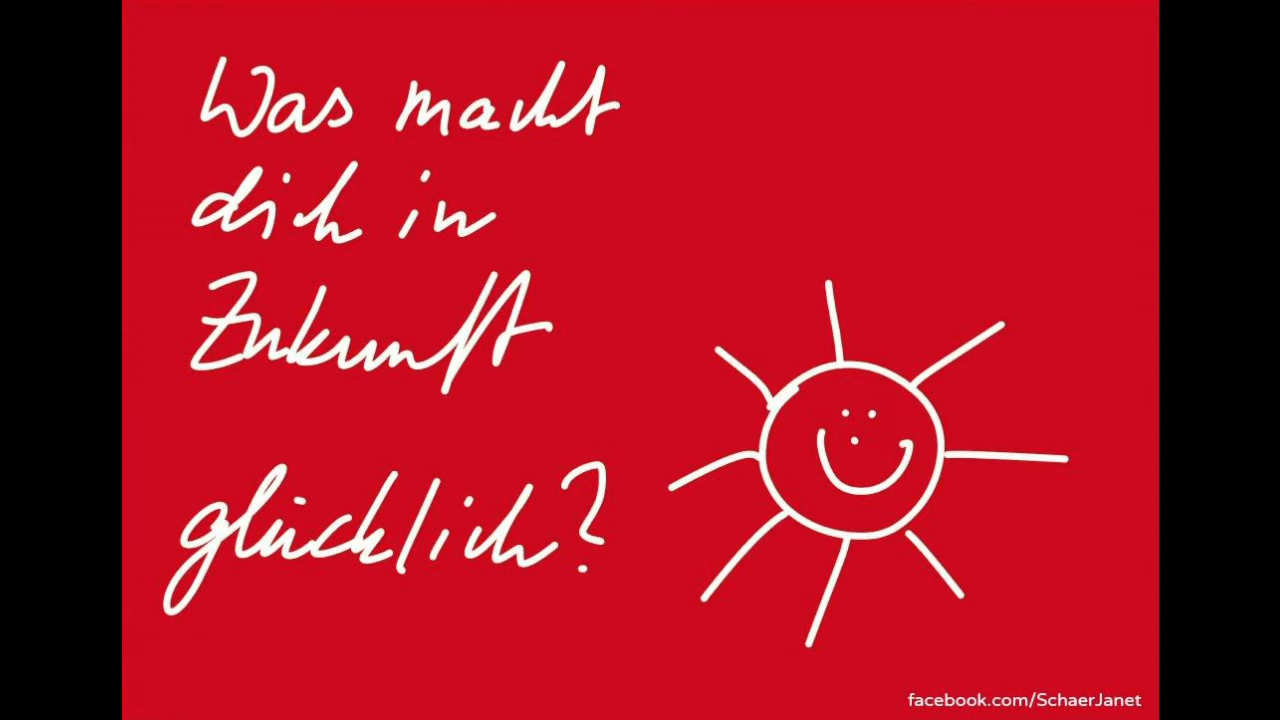 Was macht
dich in
Zukunft
glücklich?
facebook.com/SchaerJanet